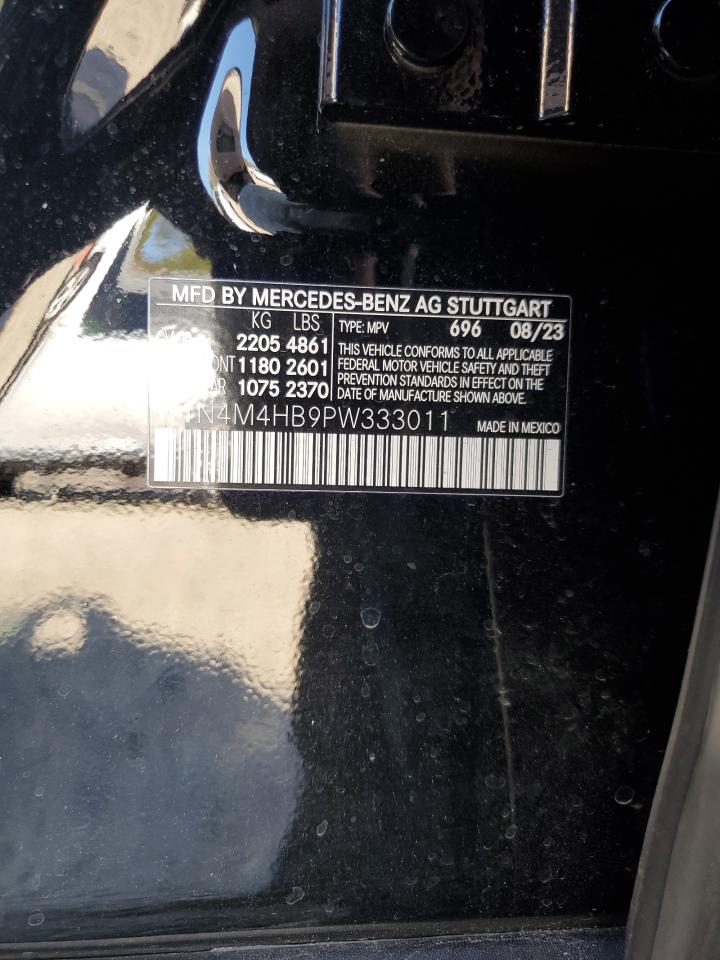 MFD BY MERCEDES-BENZ AG STUTTGART
KG LBS
TYPE: MPV 696 08/23
2205 4861
1180 2601
1075 2370
THIS VEHICLE CONFORMS TO ALL APPLICABLE
FEDERAL MOTOR VEHICLE SAFETY AND THEFT
PREVENTION STANDARDS IN EFFECT ON THE
DATE OF MANUFACTURE SHOWN ABOVE.
N4M4HB9PW333011
MADE IN MEXICO